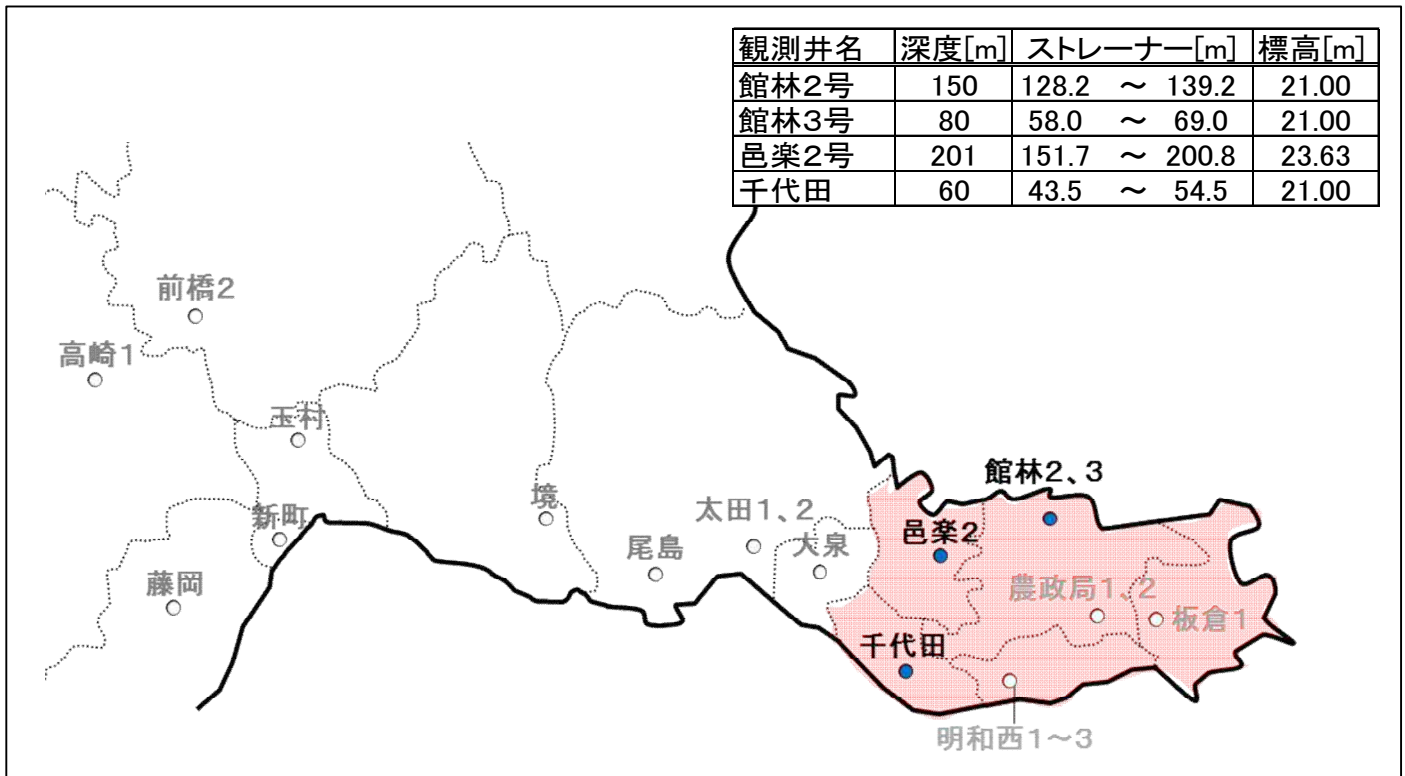 観測井名 深度[m] ストレーナー[m] 標高[m]
館林2号 150 128.2 ～ 139.2 21.00
館林3号 80 58.0 ～ 69.0 21.00
邑楽2号 201 151.7 ～ 200.8 23.63
千代田 60 43.5 ～ 54.5 21.00
前橋2
高崎1
玉村
新町
藤岡
境
尾島
太田1、2
大泉
館林2、3
邑楽2
農政局1、2
板倉1
千代田
明和西1～3